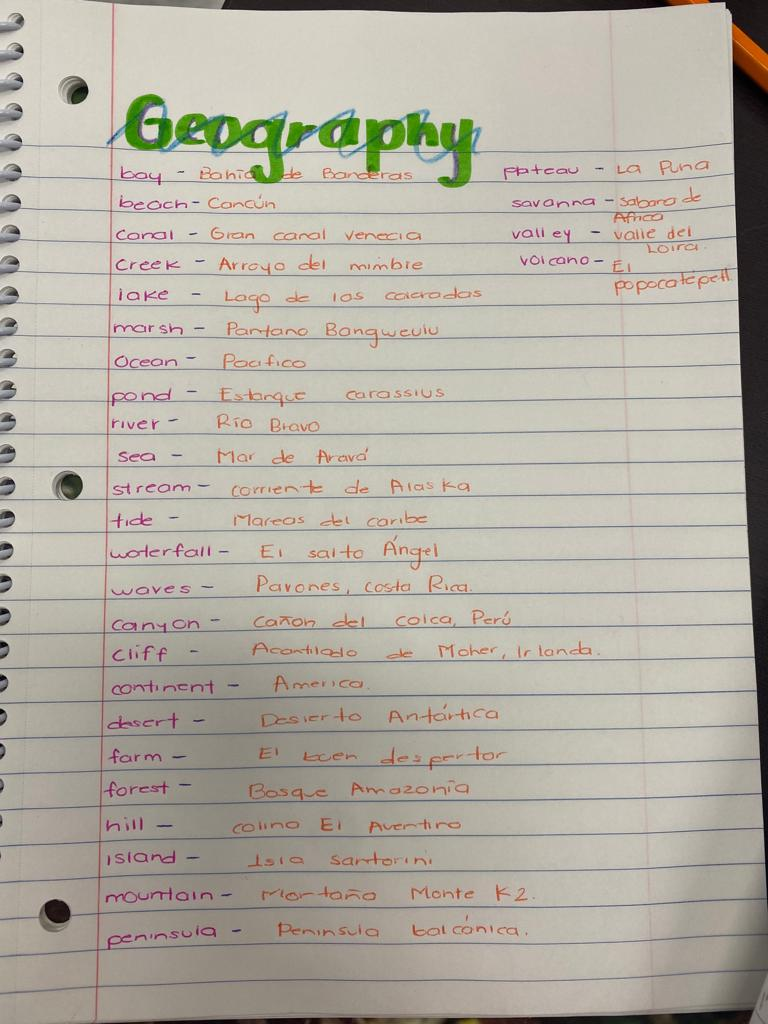 Geography
bay - Bahía de Banderas
beach - Cancún
canal - Gran canal venecia
creek - Arroyo del mimbre
lake - Lago de las cascadas
marsh - Pantano Bangweulu
Ocean - Pacifico
pond - Estanque carassius
river - Río Bravo
sea - Mar de Aravá
stream - corriente de Alaska
tide - Mareas del caribe
waterfall - El salto Ángel
waves - Pavones, costa Rica.
canyon - cañon del colca, Perú
cliff - Acantilado de Moher, Irlanda.
continent - America.
desert - Desierto Antártica
farm - El buen despertar
forest - Bosque Amazonía
hill - colina El Aventino
island - Isla santorini
mountain - Montaña Monte K2.
peninsula - Peninsula balcánica.
plateau - La Puna
savanna - sabana de
Africa
valley - valle del
Loira.
volcano - El
popocatépetl